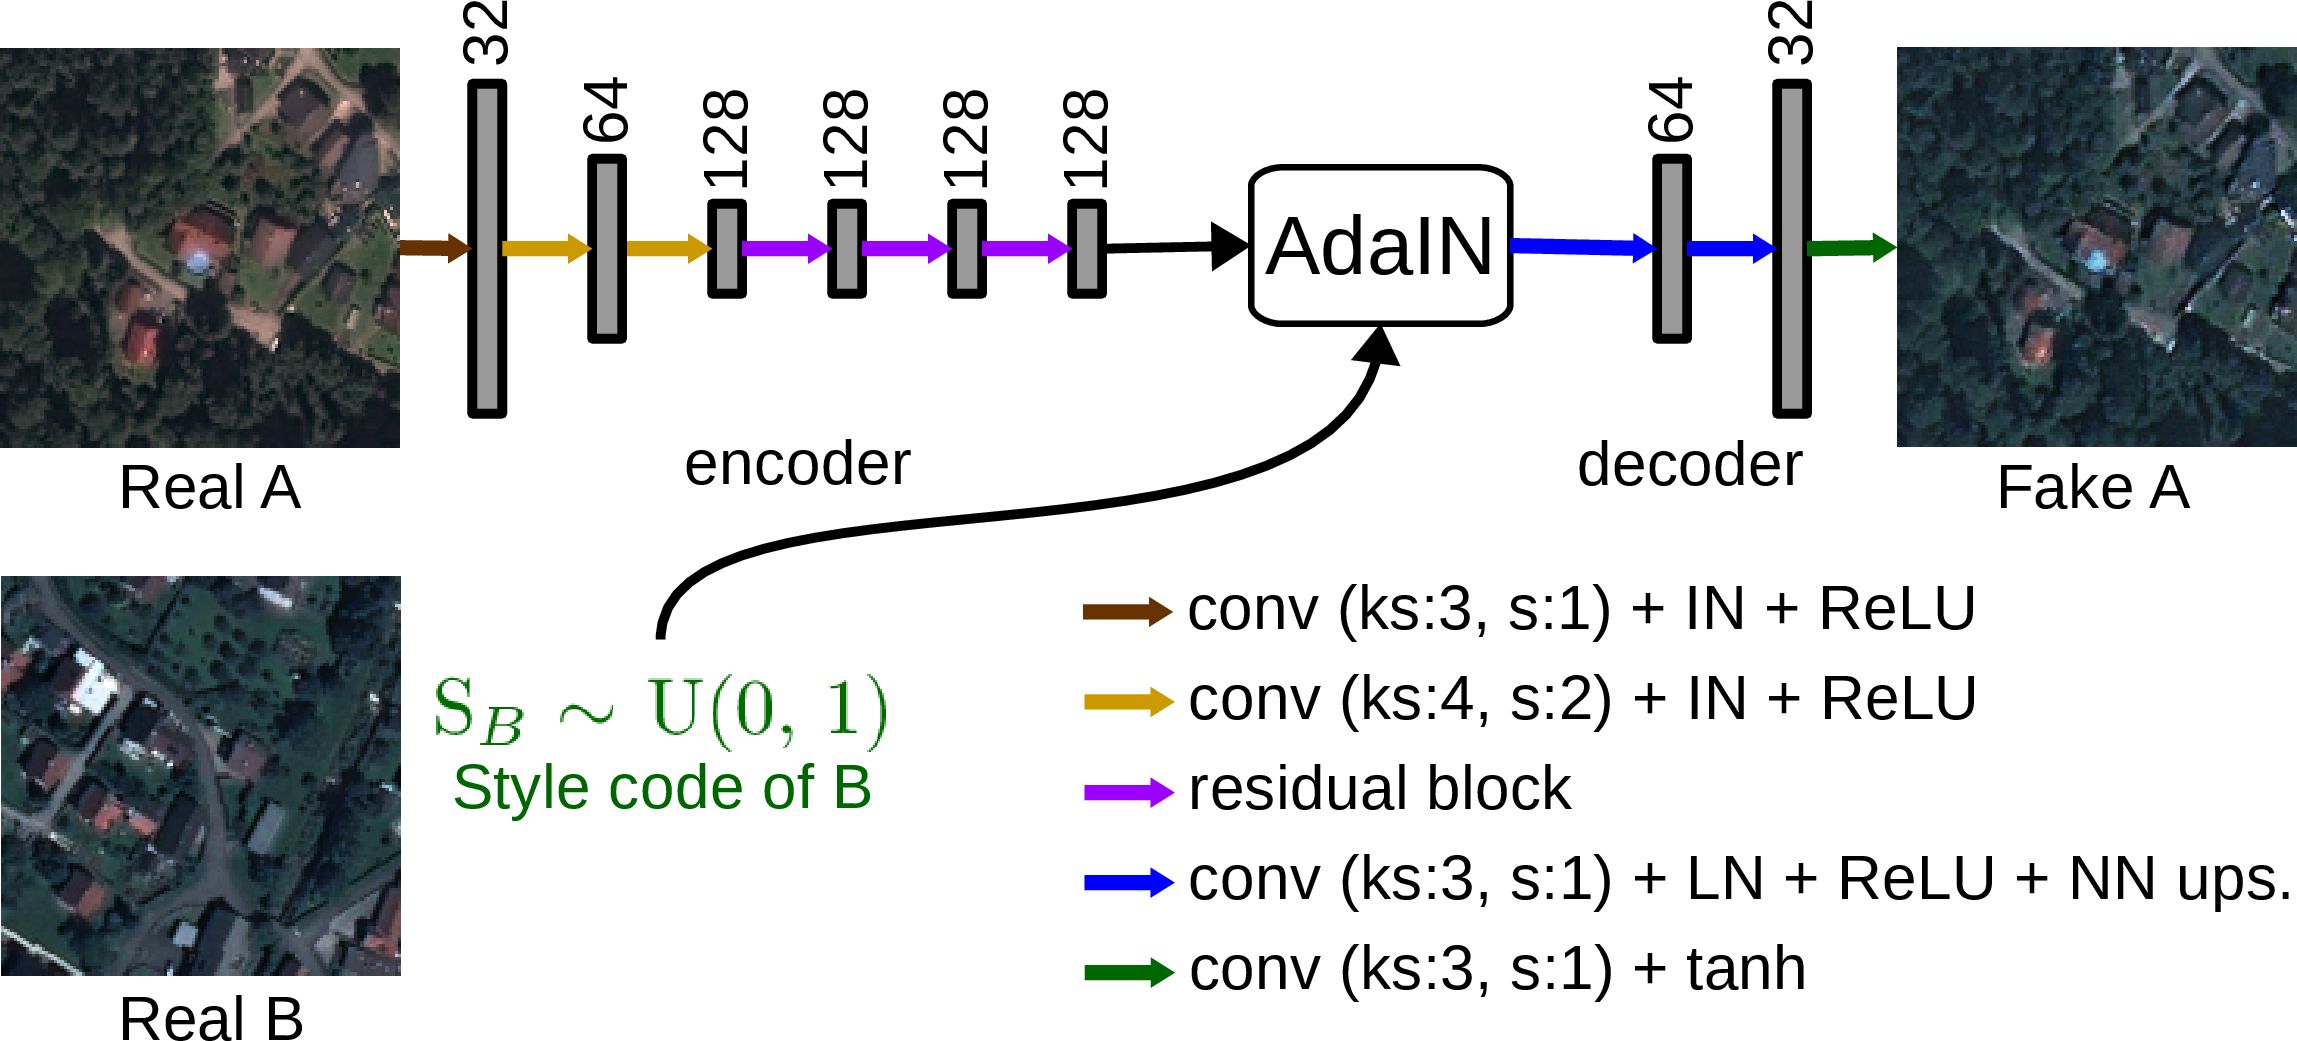 32
64
128
128
128
128
AdaIN
64
32
encoder
decoder
Real A
Fake A
S_B ∼ U(0, 1)
Style code of B
Real B
conv (ks:3, s:1) + IN + ReLU
conv (ks:4, s:2) + IN + ReLU
residual block
conv (ks:3, s:1) + LN + ReLU + NN ups.
conv (ks:3, s:1) + tanh